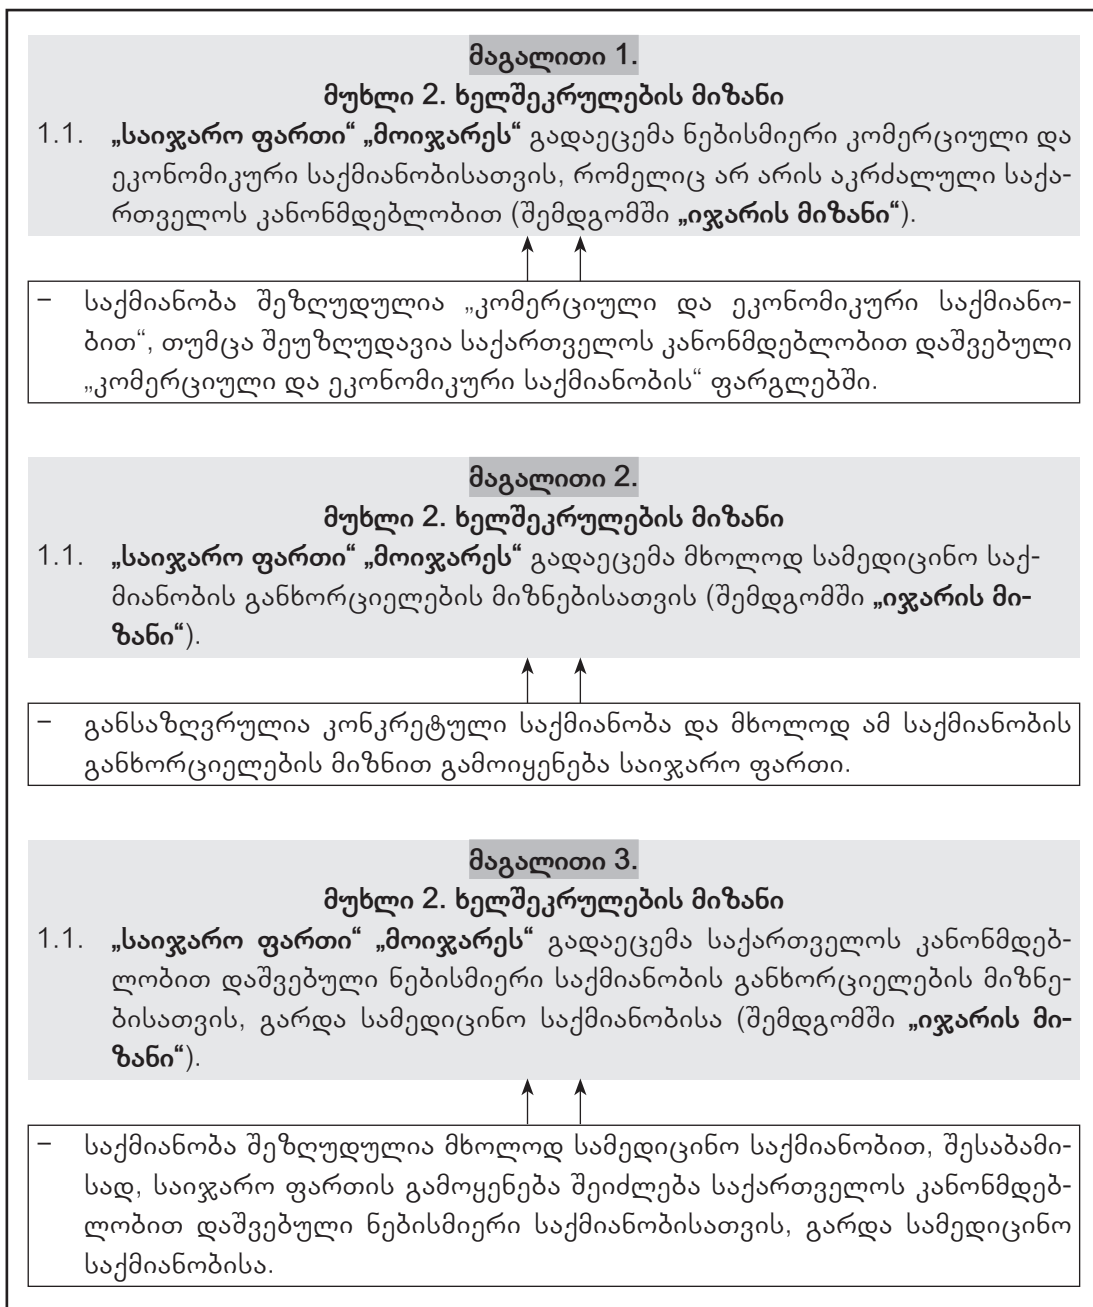 მაგალითი 1.
მუხლი 2. ხელშეკრულების მიზანი
1.1. „საიჯარო ფართი“ „მოიჯარეს“ გადაეცემა ნებისმიერი კომერციული და
ეკონომიკური საქმიანობისათვის, რომელიც არ არის აკრძალული საქა-
რთველოს კანონმდებლობით (შემდგომში „იჯარის მიზანი“).
– საქმიანობა შეზღუდულია „კომერციული და ეკონომიკური საქმიანო-
ბით“, თუმცა შეუზღუდავია საქართველოს კანონმდებლობით დაშვებული
„კომერციული და ეკონომიკური საქმიანობის“ ფარგლებში.
მაგალითი 2.
მუხლი 2. ხელშეკრულების მიზანი
1.1. „საიჯარო ფართი“ „მოიჯარეს“ გადაეცემა მხოლოდ სამედიცინო საქ-
მიანობის განხორციელების მიზნებისათვის (შემდგომში „იჯარის მი-
ზანი“).
– განსაზღვრულია კონკრეტული საქმიანობა და მხოლოდ ამ საქმიანობის
განხორციელების მიზნით გამოიყენება საიჯარო ფართი.
მაგალითი 3.
მუხლი 2. ხელშეკრულების მიზანი
1.1. „საიჯარო ფართი“ „მოიჯარეს“ გადაეცემა საქართველოს კანონმდებ-
ლობით დაშვებული ნებისმიერი საქმიანობის განხორციელების მიზნე-
ბისათვის, გარდა სამედიცინო საქმიანობისა (შემდგომში „იჯარის მი-
ზანი“).
– საქმიანობა შეზღუდულია მხოლოდ სამედიცინო საქმიანობით, შესაბამი-
სად, საიჯარო ფართის გამოყენება შეიძლება საქართველოს კანონმდებ-
ლობით დაშვებული ნებისმიერი საქმიანობისათვის, გარდა სამედიცინო
საქმიანობისა.